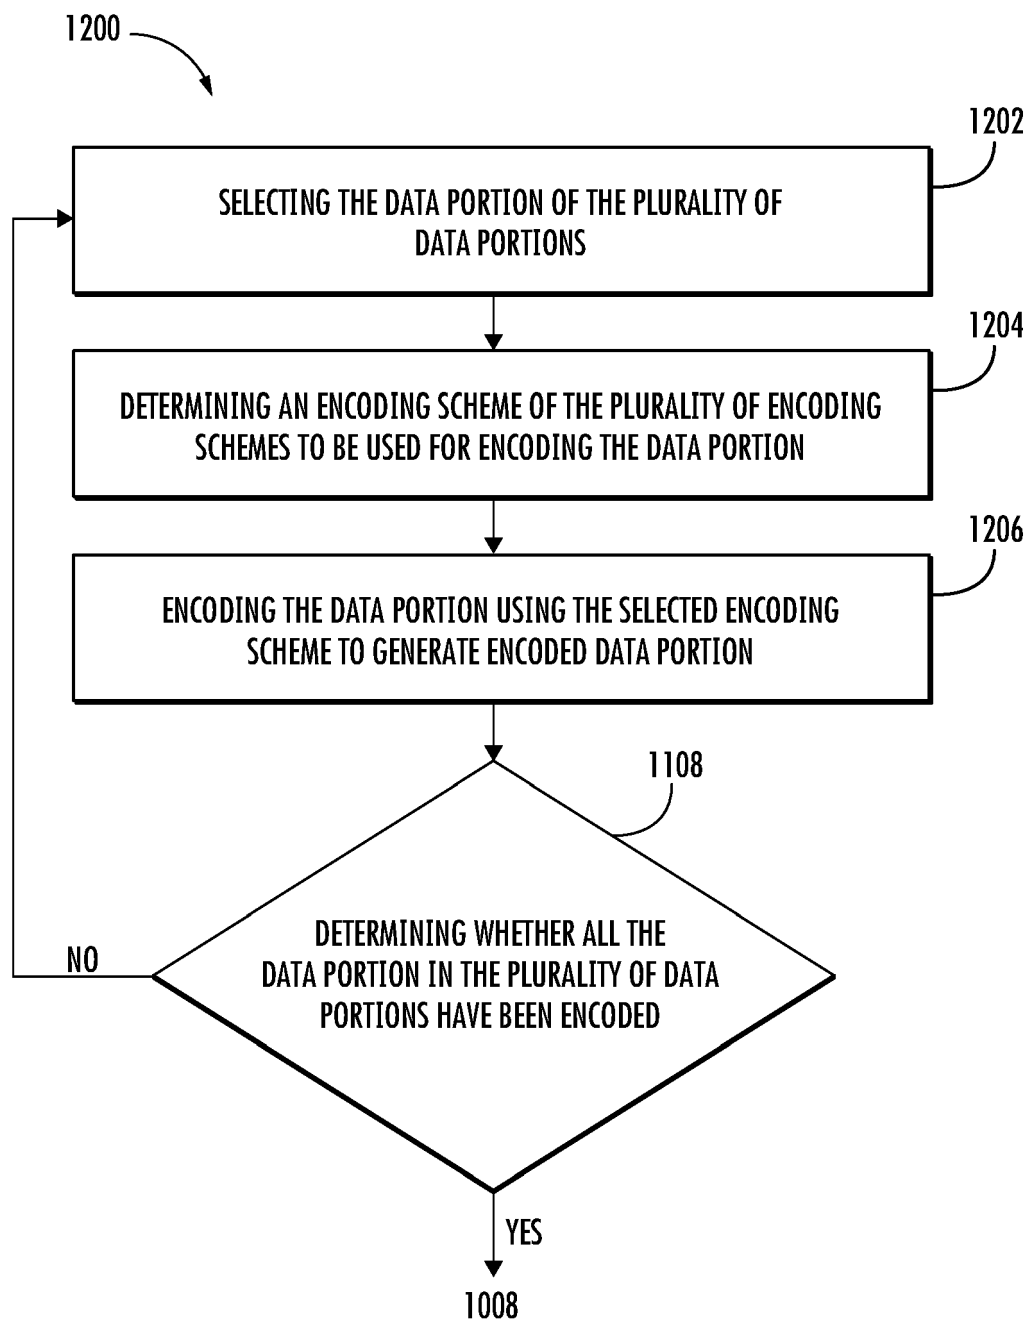 1200
1202
SELECTING THE DATA PORTION OF THE PLURALITY OF
DATA PORTIONS
1204
DETERMINING AN ENCODING SCHEME OF THE PLURALITY OF ENCODING
SCHEMES TO BE USED FOR ENCODING THE DATA PORTION
1206
ENCODING THE DATA PORTION USING THE SELECTED ENCODING
SCHEME TO GENERATE ENCODED DATA PORTION
1108
DETERMINING WHETHER ALL THE
DATA PORTION IN THE PLURALITY OF DATA
PORTIONS HAVE BEEN ENCODED
NO
YES
1008